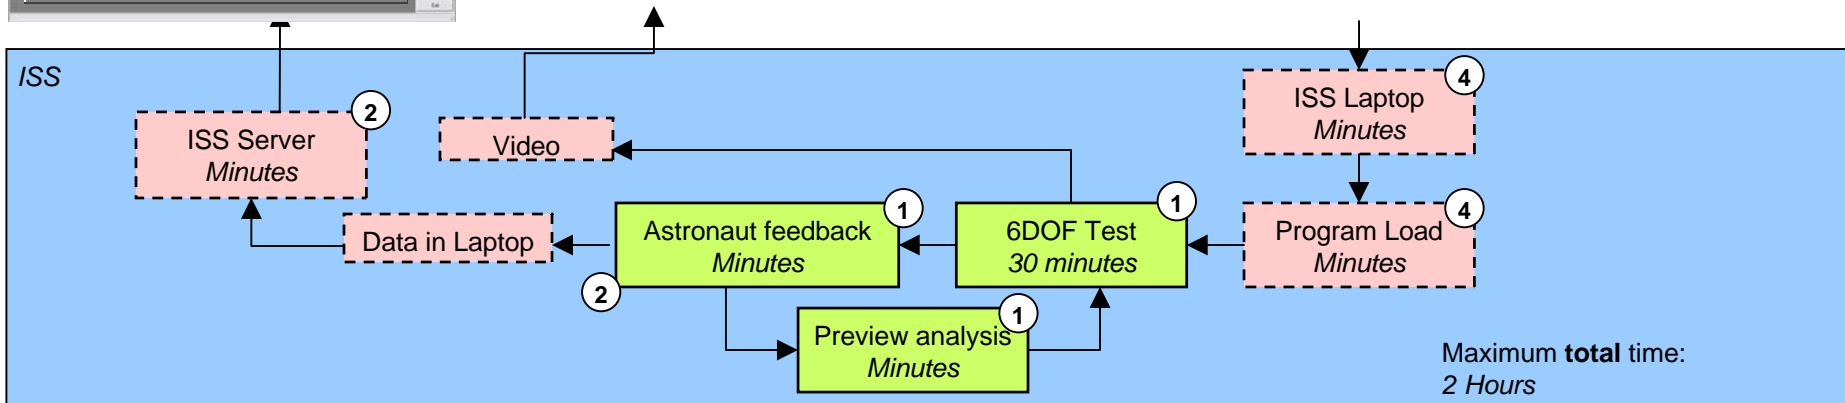 ISS
2
ISS Server
Minutes
Video
4
ISS Laptop
Minutes
Data in Laptop
1
Astronaut feedback
Minutes
2
1
6DOF Test
30 minutes
4
Program Load
Minutes
1
Preview analysis
Minutes
Maximum total time:
2 Hours